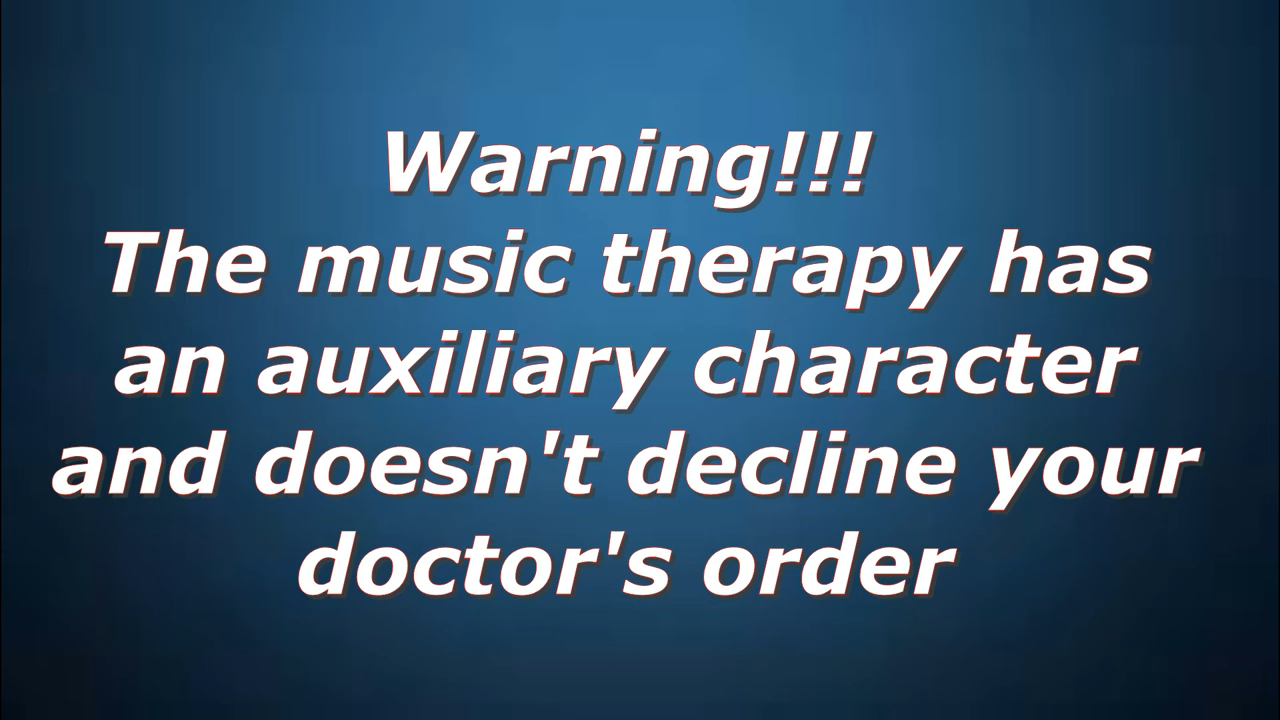 Warning!!!
The music therapy has
an auxiliary character
and doesn't decline your
doctor's order